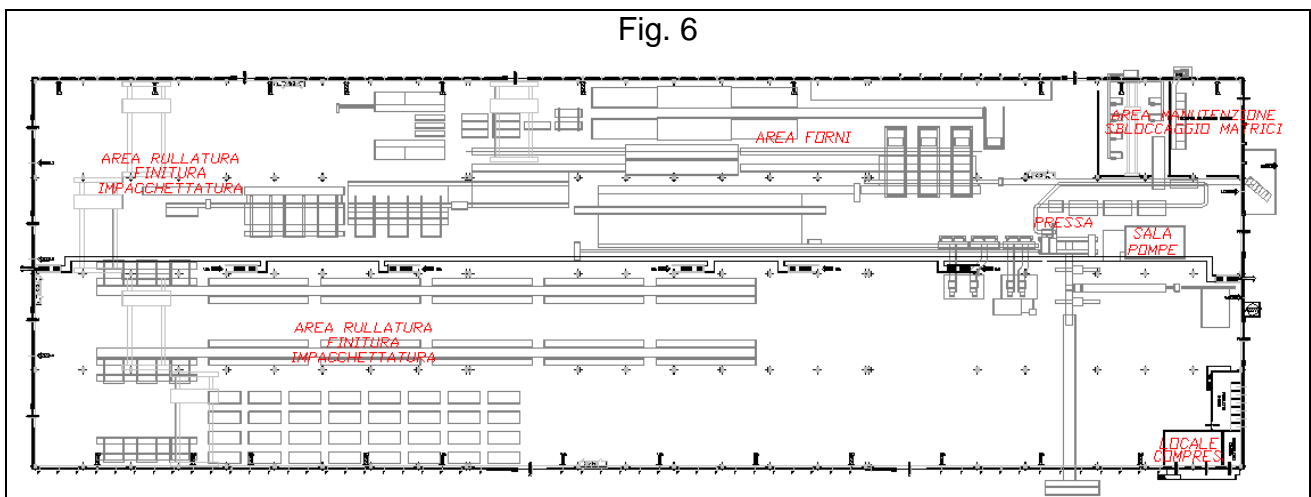 Fig. 6
AREA MANUTENZIONE
SBLOCCAGGIO MATRICI
AREA FORNI
AREA RULLATURA
FINITURA
IMPACCHETTATURA
PRESSA
SALA
POMPE
AREA RULLATURA
FINITURA
IMPACCHETTATURA
LOCALE
COMPRES.